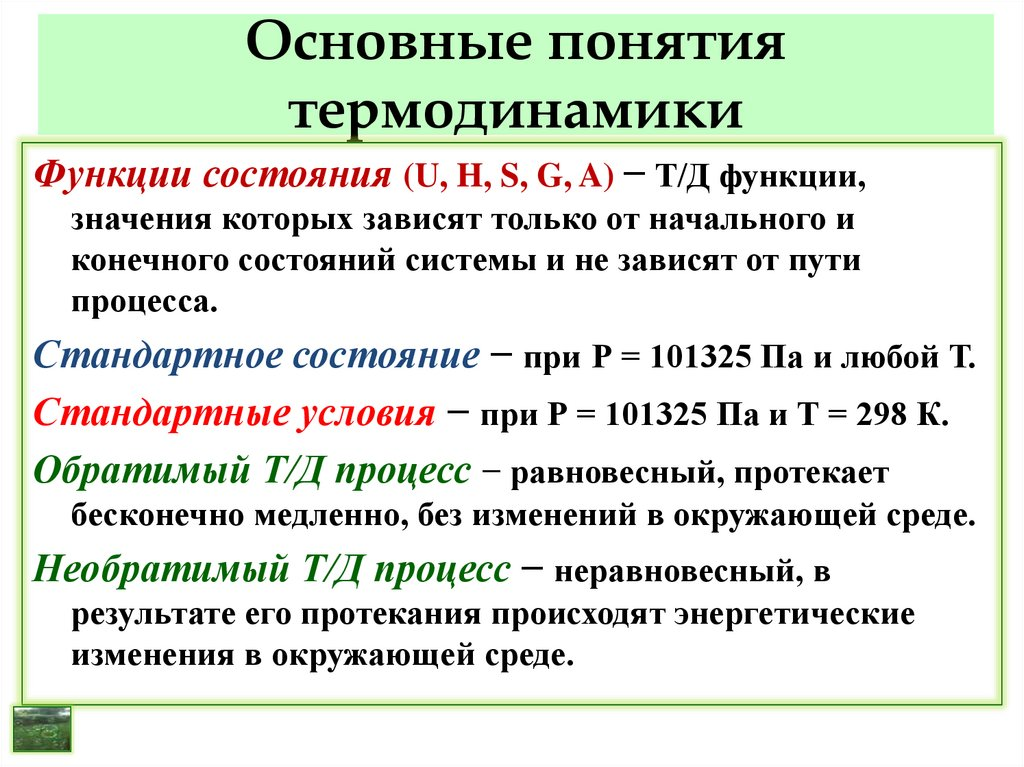 Основные понятия
термодинамики
Функции состояния (U, H, S, G, A) − Т/Д функции,
значения которых зависят только от начального и
конечного состояний системы и не зависят от пути
процесса.
Стандартное состояние − при Р = 101325 Па и любой Т.
Стандартные условия − при Р = 101325 Па и Т = 298 К.
Обратимый Т/Д процесс − равновесный, протекает
бесконечно медленно, без изменений в окружающей среде.
Необратимый Т/Д процесс − неравновесный, в
результате его протекания происходят энергетические
изменения в окружающей среде.